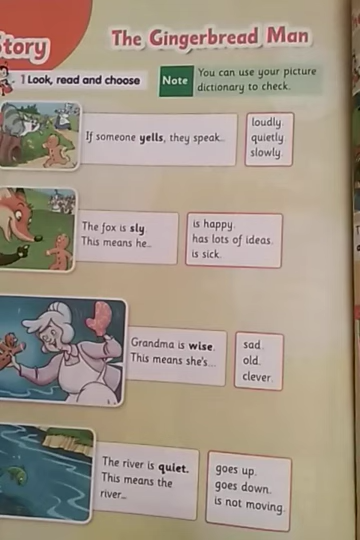 Story
The Gingerbread Man
1 Look, read and choose
Note
You can use your picture
dictionary to check.
If someone yells, they speak...
loudly.
quietly.
slowly.
The fox is sly.
This means he...
is happy.
has lots of ideas.
is sick.
Grandma is wise.
This means she's...
sad.
old.
clever.
The river is quiet.
This means the
river...
goes up.
goes down.
is not moving.